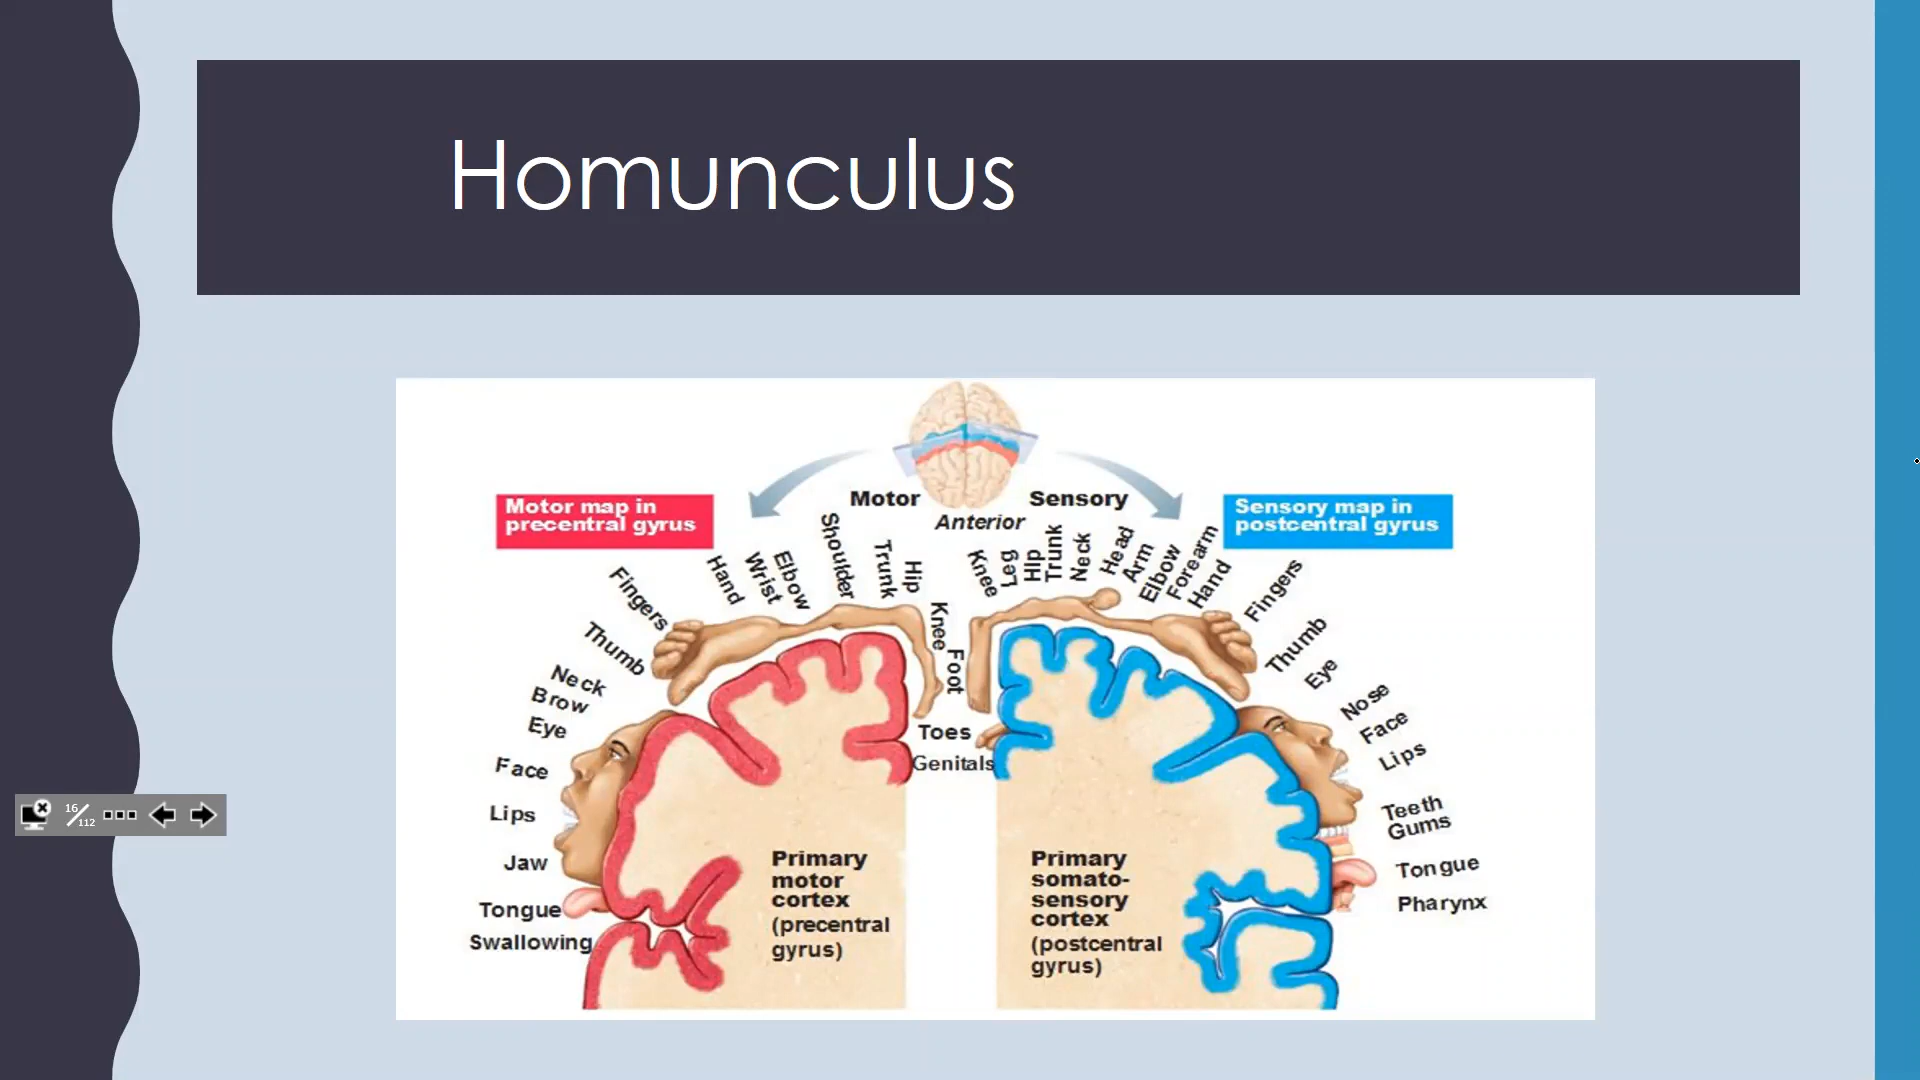 Homunculus
Motor map in
precentral gyrus
Motor
Sensory
Anterior
Sensory map in
postcentral gyrus
Swallowing
Tongue
Jaw
Lips
Face
Eye
Brow
Neck
Thumb
Fingers
Hand
Wrist
Elbow
Shoulder
Trunk
Hip
Knee
Foot
Toes
Genitals
Knee
Leg
Hip
Trunk
Neck
Head
Arm
Elbow
Forearm
Hand
Fingers
Thumb
Eye
Nose
Face
Lips
Teeth
Gums
Tongue
Pharynx
Primary
motor
cortex
(precentral
gyrus)
Primary
somato-
sensory
cortex
(postcentral
gyrus)
16/112